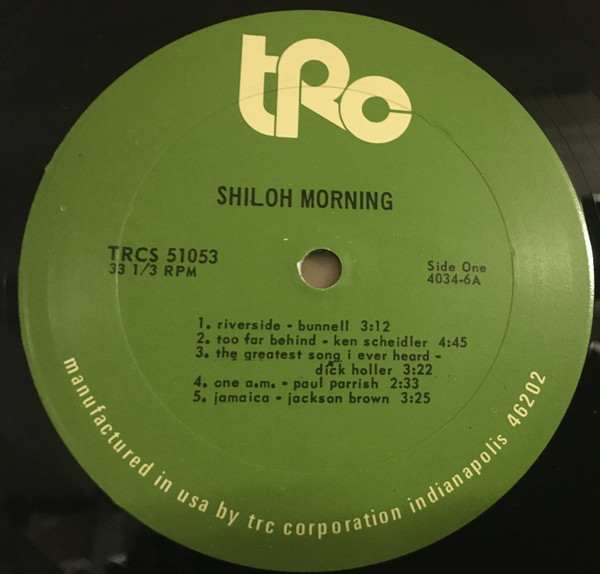 tRc
SHILOH MORNING
TRCS 51053
33 1/3 RPM
Side One
4034-6A
1. riverside - bunnell 3:12
2. too far behind - ken scheidler 4:45
3. the greatest song i ever heard -
dick holler 3:22
4. one a.m. - paul parrish 2:33
5. jamaica - jackson brown 3:25
manufactured in usa by trc corporation indianapolis 46202